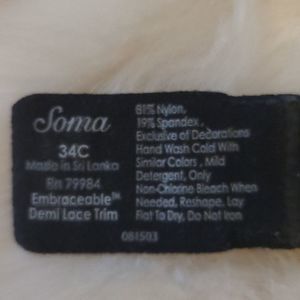 Soma
34C
Made in Sri Lanka
RN 79984
Embraceable™
Demi Lace Trim
81% Nylon,
19% Spandex,
Exclusive of Decorations
Hand Wash Cold With
Similar Colors, Mild
Detergent, Only
Non-Chlorine Bleach When
Needed, Reshape, Lay
Flat To Dry, Do Not Iron
081503